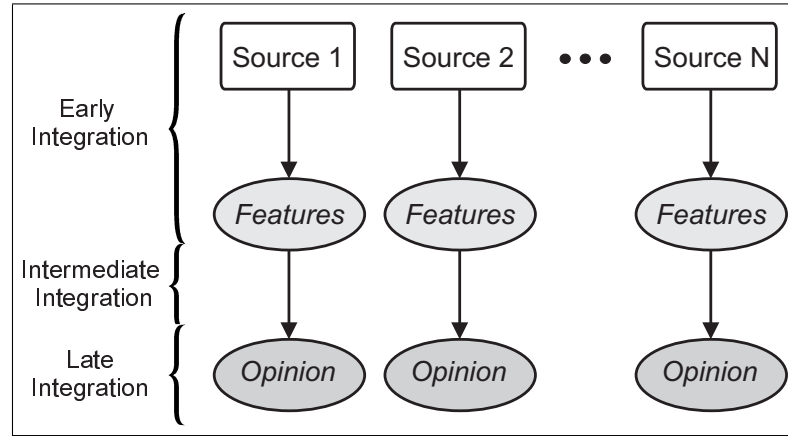 Source 1
Source 2
•••
Source N
Early
Integration
Features
Features
Features
Intermediate
Integration
Late
Integration
Opinion
Opinion
Opinion